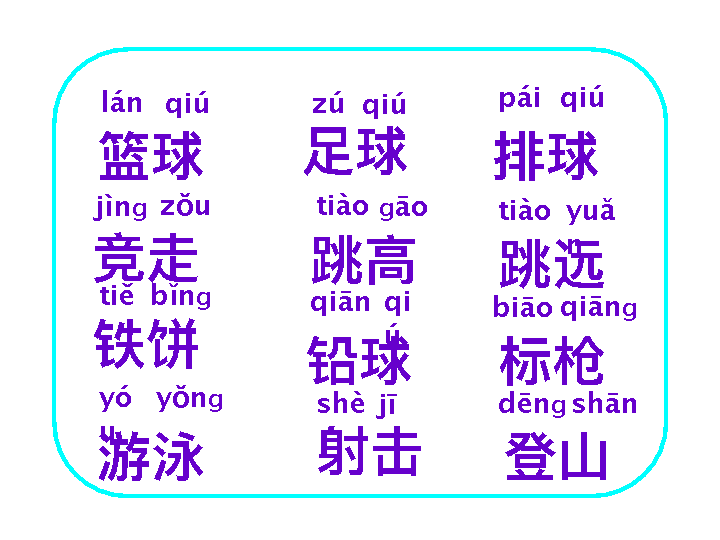 lán qiú zú qiú pái qiú
篮球 足球 排球
jìng zǒu tiào gāo tiào yuǎn
竞走 跳高 跳远
tiě bǐng qiān qiú biāo qiāng
铁饼 铅球 标枪
yóu yǒng shè jī dēng shān
游泳 射击 登山